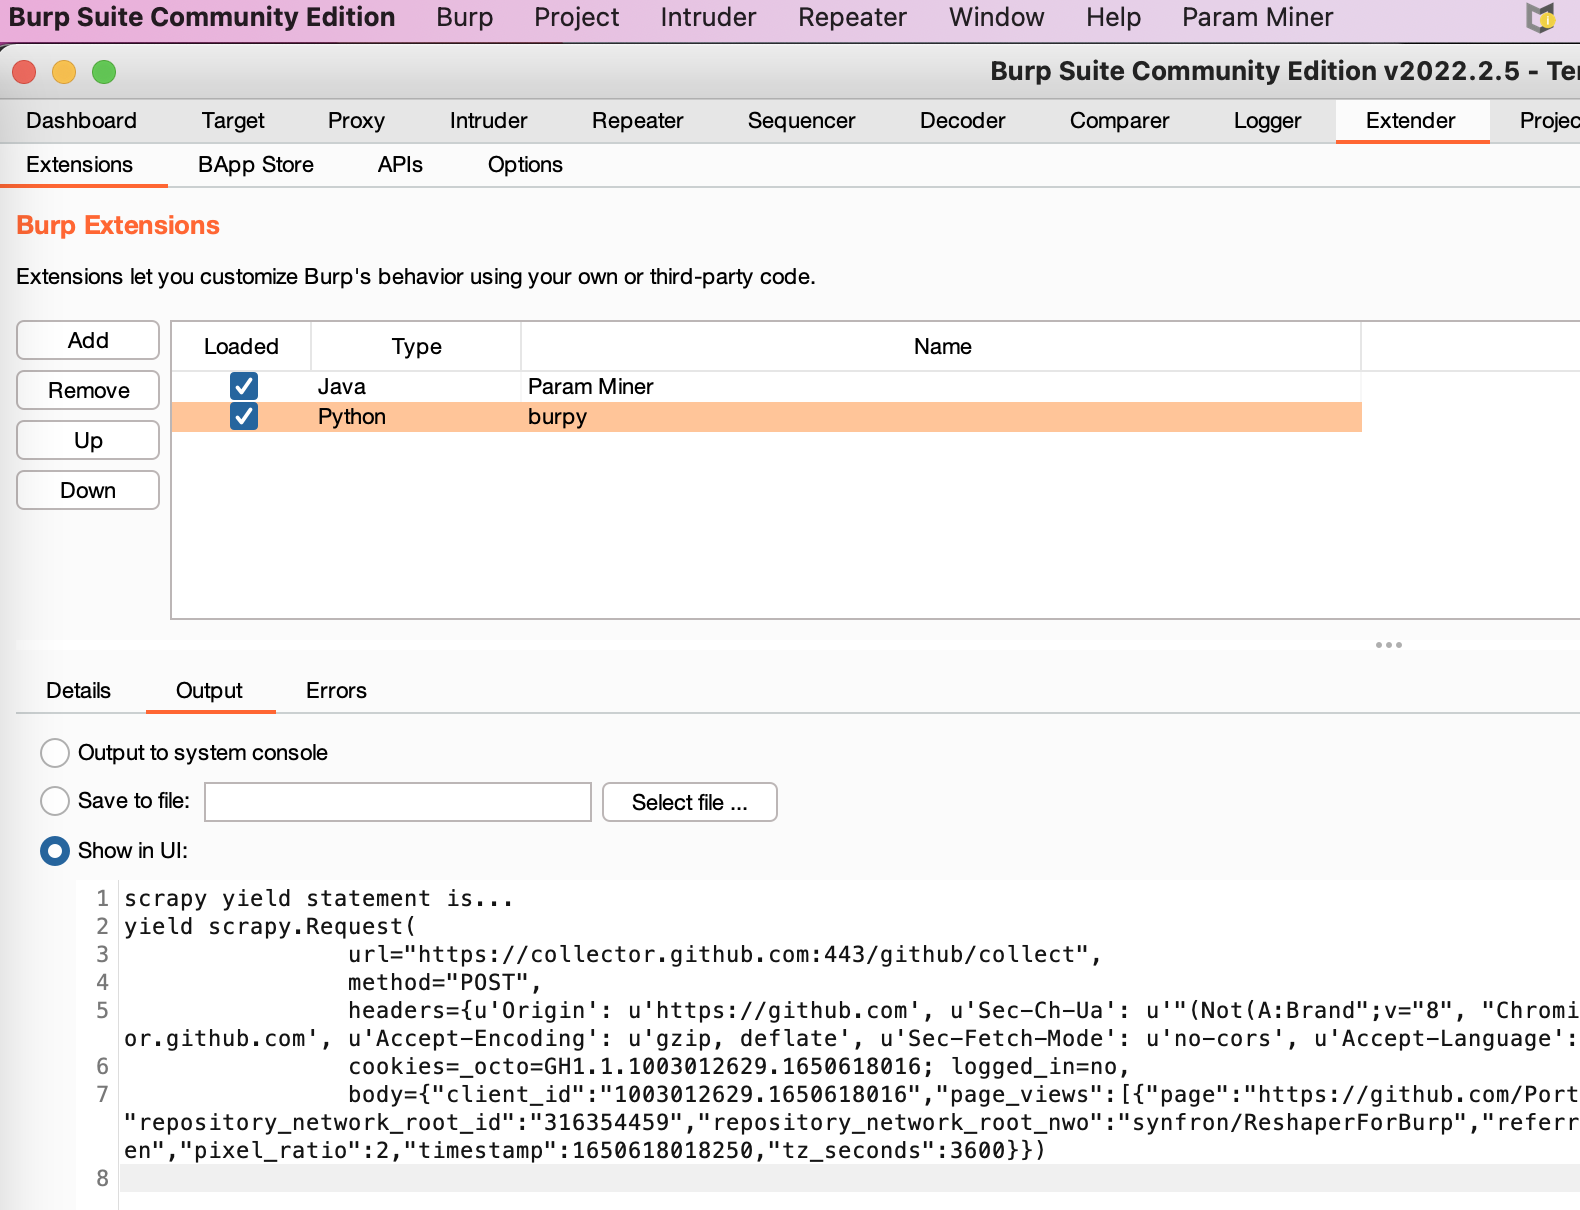 Burp Suite Community Edition Burp Project Intruder Repeater Window Help Param Miner
Burp Suite Community Edition v2022.2.5 - Te
Dashboard Target Proxy Intruder Repeater Sequencer Decoder Comparer Logger Extender Projec
Extensions BApp Store APIs Options
Burp Extensions
Extensions let you customize Burp's behavior using your own or third-party code.
Add
Remove
Up
Down
Loaded Type Name
Java Param Miner
Python burpy
Details Output Errors
Output to system console
Save to file: Select file ...
Show in UI:
1 scrapy yield statement is...
2 yield scrapy.Request(
3 url="https://collector.github.com:443/github/collect",
4 method="POST",
5 headers={u'Origin': u'https://github.com', u'Sec-Ch-Ua': u'"(Not(A:Brand";v="8", "Chromi
or.github.com', u'Accept-Encoding': u'gzip, deflate', u'Sec-Fetch-Mode': u'no-cors', u'Accept-Language':
6 cookies=_octo=GH1.1.1003012629.1650618016; logged_in=no,
7 body={"client_id":"1003012629.1650618016","page_views":[{"page":"https://github.com/Port
"repository_network_root_id":"316354459","repository_network_root_nwo":"synfron/ReshaperForBurp","referr
en","pixel_ratio":2,"timestamp":1650618018250,"tz_seconds":3600}})
8